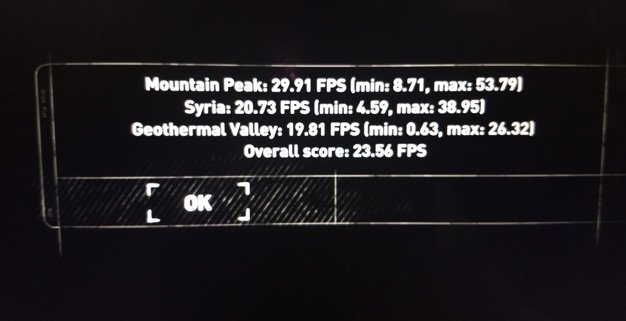 Mountain Peak: 29.91 FPS (min: 8.71, max: 53.79)
Syria: 20.73 FPS (min: 4.59, max: 38.95)
Geothermal Valley: 19.81 FPS (min: 0.63, max: 26.32)
Overall score: 23.56 FPS
OK